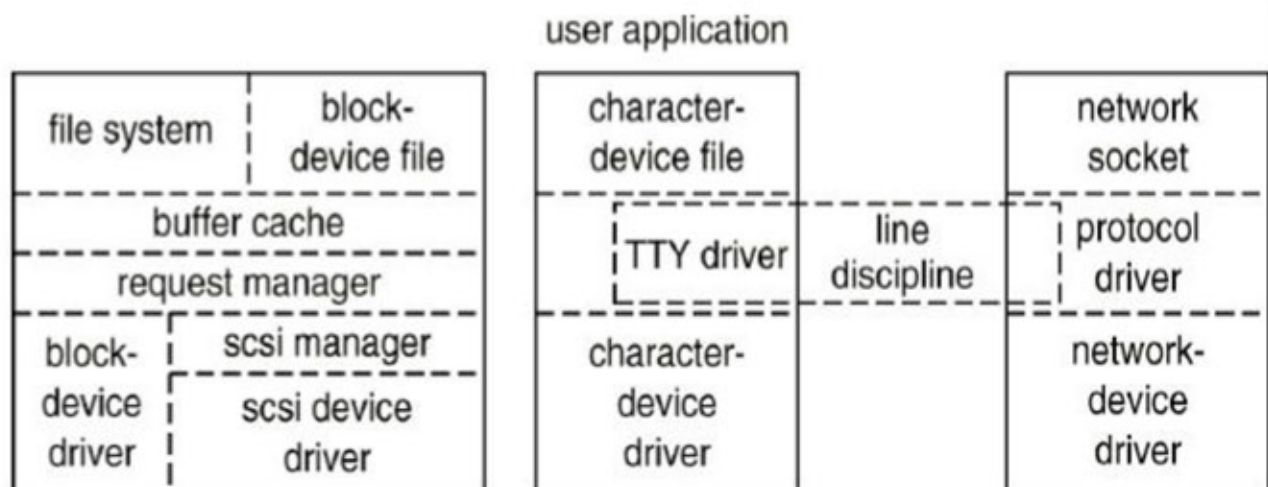 user application
file system
block-
device file
buffer cache
request manager
block-
device
driver
scsi manager
scsi device
driver
character-
device file
TTY driver
line
discipline
character-
device
driver
network
socket
protocol
driver
network-
device
driver